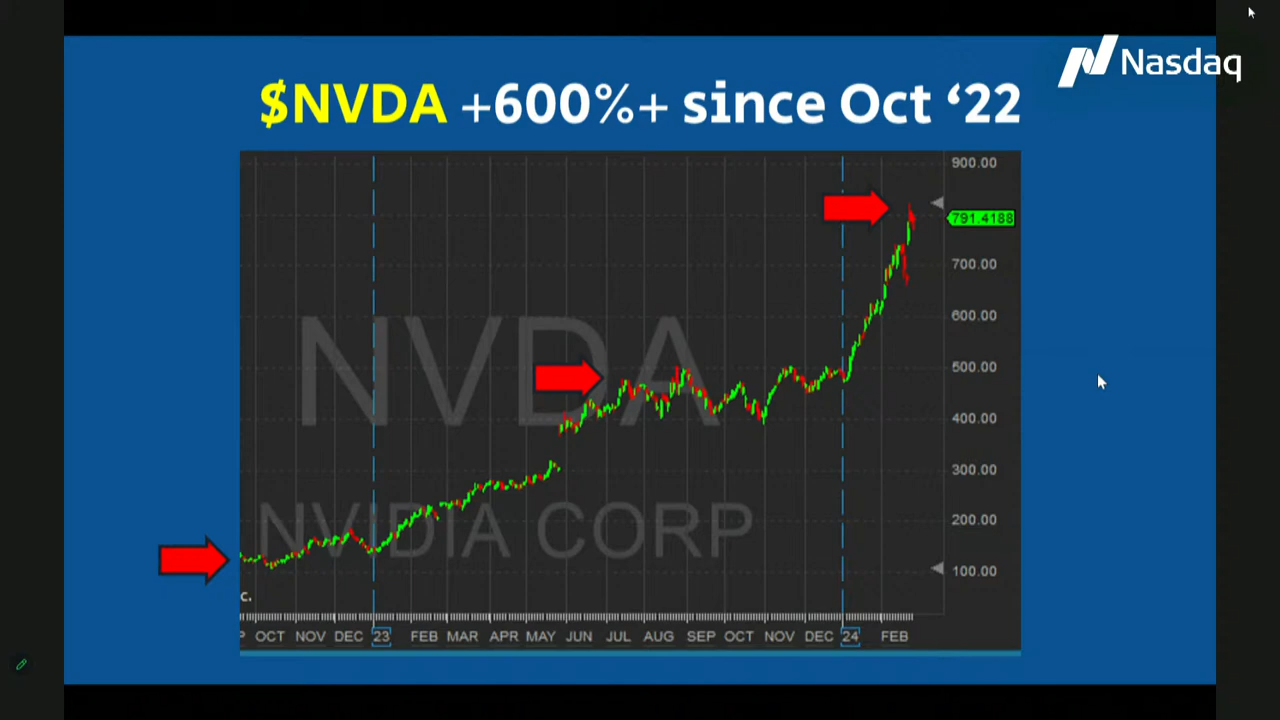 Nasdaq
$NVDA +600%+ since Oct ‘22
900.00
791.4188
700.00
600.00
500.00
400.00
300.00
200.00
100.00
NVDA
NVIDIA CORP
c.
P OCT NOV DEC 23 FEB MAR APR MAY JUN JUL AUG SEP OCT NOV DEC 24 FEB